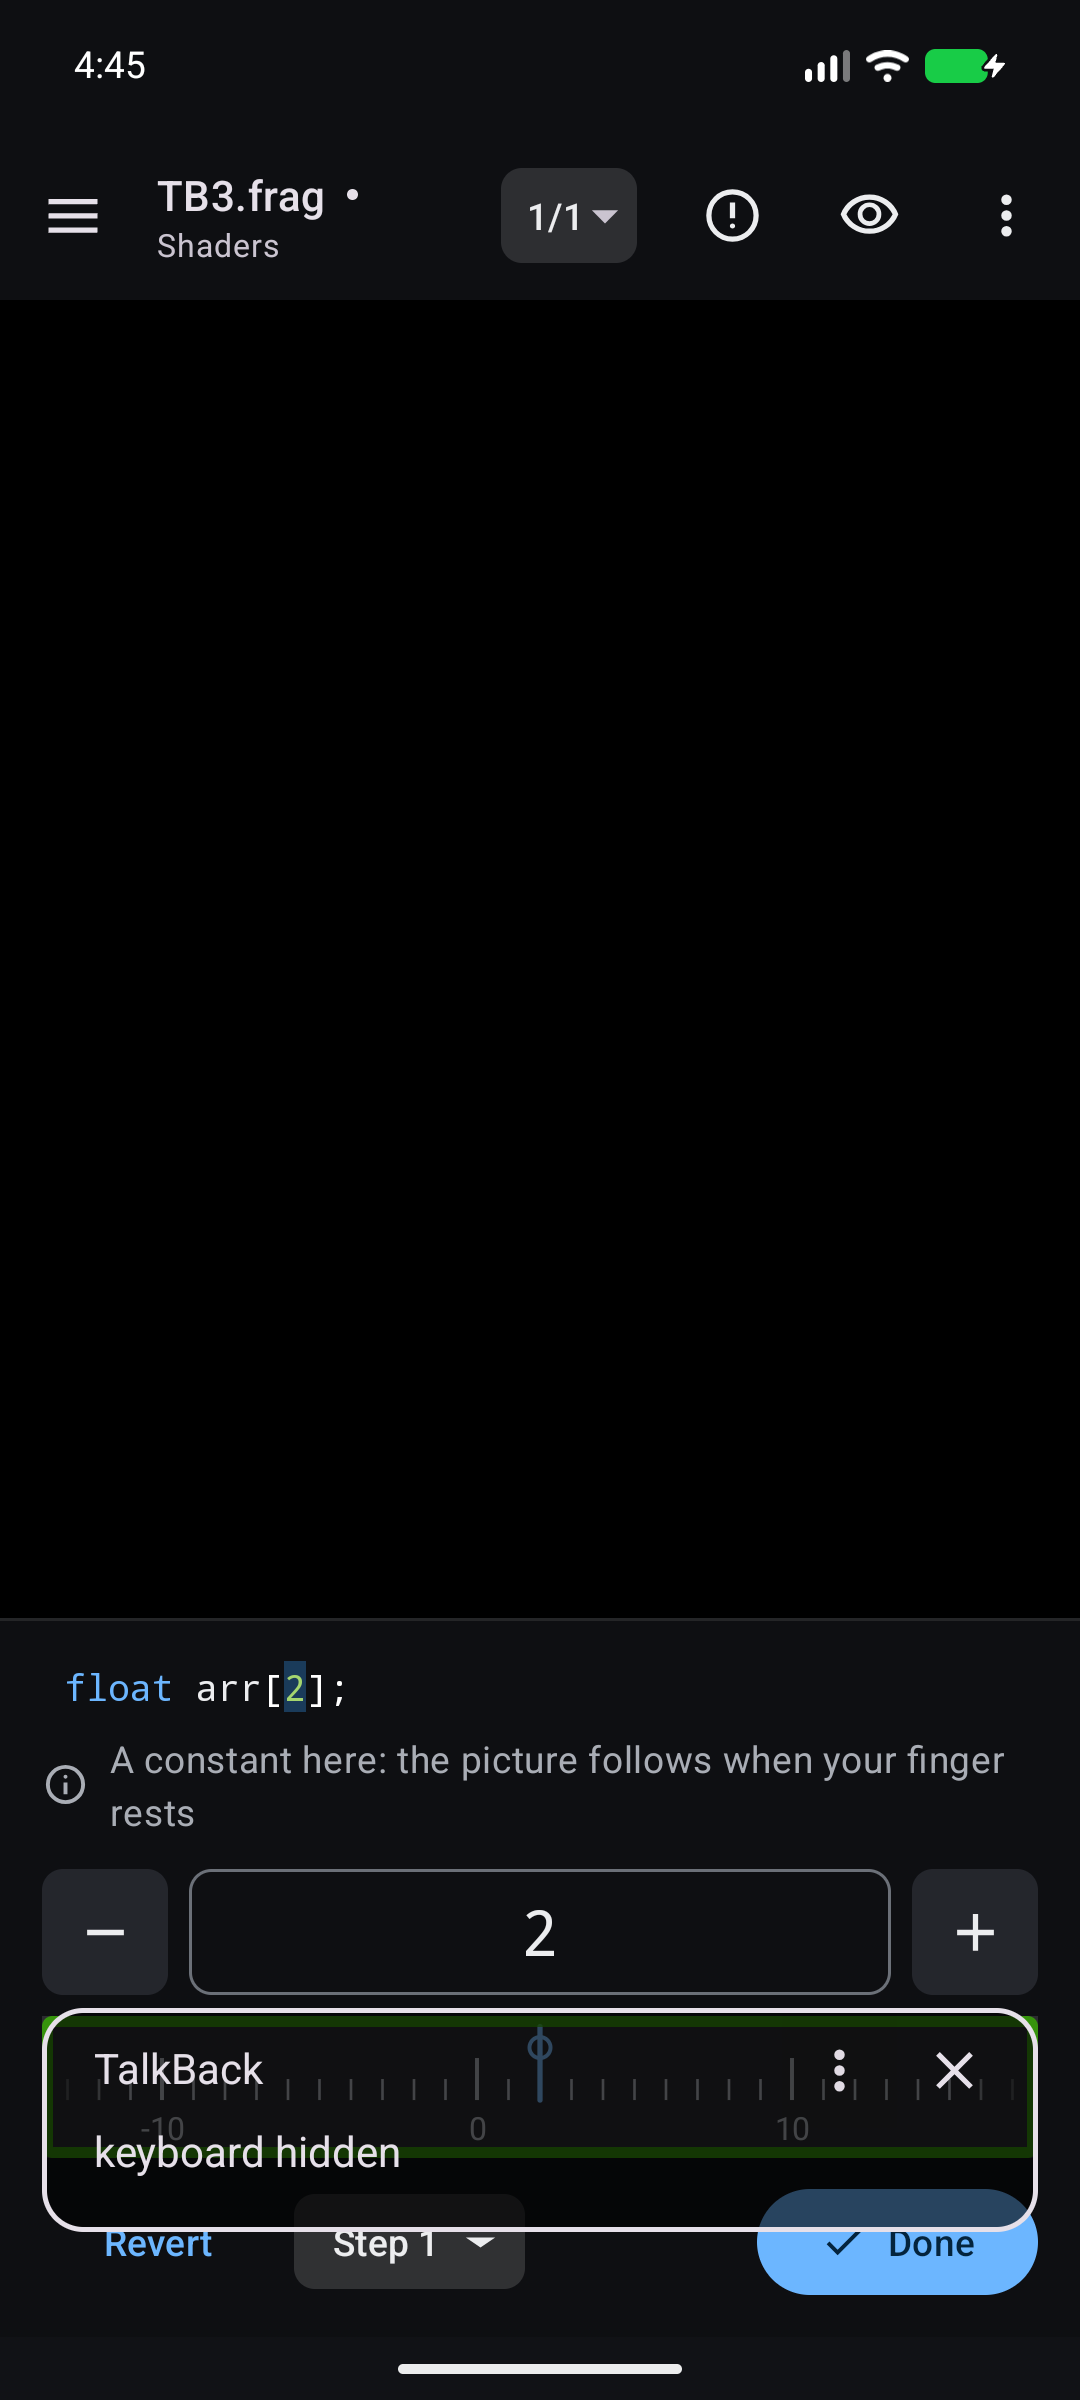 4:45
TB3.frag •
Shaders
1/1
float arr[2];
A constant here: the picture follows when your finger
rests
2
TalkBack
-10 0 10
keyboard hidden
Revert Step 1 Done